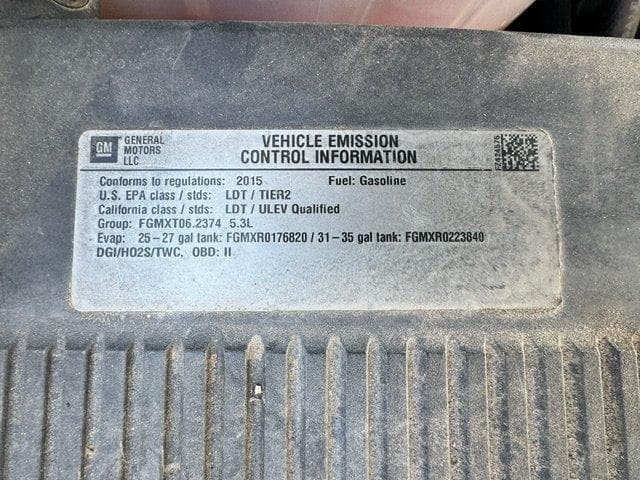 GM
GENERAL
MOTORS
LLC
VEHICLE EMISSION
CONTROL INFORMATION
Conforms to regulations: 2015 Fuel: Gasoline
U.S. EPA class / stds: LDT / TIER2
California class / stds: LDT / ULEV Qualified
Group: FGMXT06.2374 5.3L
Evap: 25 – 27 gal tank: FGMXR0176820 / 31 – 35 gal tank: FGMXR0223840
DGI/HO2S/TWC, OBD: II